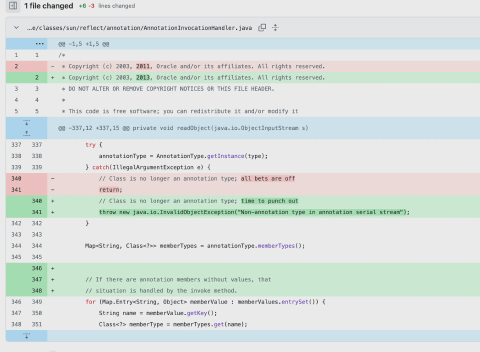 1 file changed +6 -3 lines changed
…e/classes/sun/reflect/annotation/AnnotationInvocationHandler.java
@@ -1,5 +1,5 @@
1 1 /*
2 - * Copyright (c) 2003, 2011, Oracle and/or its affiliates. All rights reserved.
2 + * Copyright (c) 2003, 2013, Oracle and/or its affiliates. All rights reserved.
3 3 * DO NOT ALTER OR REMOVE COPYRIGHT NOTICES OR THIS FILE HEADER.
4 4 *
5 5 * This code is free software; you can redistribute it and/or modify it
@@ -337,12 +337,15 @@ private void readObject(java.io.ObjectInputStream s)
337 337 try {
338 338 annotationType = AnnotationType.getInstance(type);
339 339 } catch(IllegalArgumentException e) {
340 - // Class is no longer an annotation type; all bets are off
341 - return;
340 + // Class is no longer an annotation type; time to punch out
341 + throw new java.io.InvalidObjectException("Non-annotation type in annotation serial stream");
342 342 }
343 343
344 344 Map<String, Class<?>> memberTypes = annotationType.memberTypes();
345 345
346 +
347 + // If there are annotation members without values, that
348 + // situation is handled by the invoke method.
346 349 for (Map.Entry<String, Object> memberValue : memberValues.entrySet()) {
347 350 String name = memberValue.getKey();
348 351 Class<?> memberType = memberTypes.get(name);